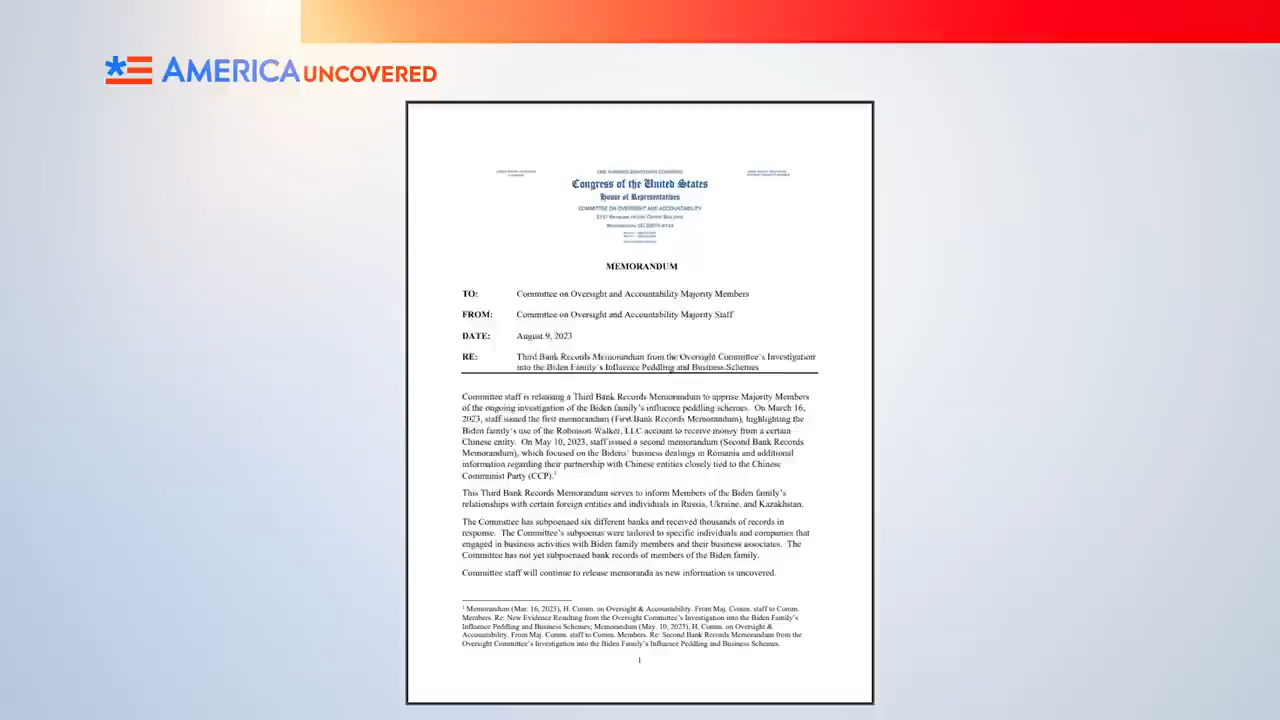 AMERICA UNCOVERED
ONE HUNDRED EIGHTEENTH CONGRESS
Congress of the United States
House of Representatives
COMMITTEE ON OVERSIGHT AND ACCOUNTABILITY
2157 RAYBURN HOUSE OFFICE BUILDING
WASHINGTON, DC 20515-6143
MEMORANDUM
TO: Committee on Oversight and Accountability Majority Members
FROM: Committee on Oversight and Accountability Majority Staff
DATE: August 9, 2023
RE: Third Bank Records Memorandum from the Oversight Committee's Investigation
into the Biden Family's Influence Peddling and Business Schemes
Committee staff is releasing a Third Bank Records Memorandum to apprise Majority Members
of the ongoing investigation of the Biden family's influence peddling schemes. On March 16,
2023, staff issued the first memorandum (First Bank Records Memorandum), highlighting the
Biden family's use of the Robinson Walker, LLC account to receive money from a certain
Chinese entity. On May 10, 2023, staff issued a second memorandum (Second Bank Records
Memorandum), which focused on the Bidens' business dealings in Romania and additional
information regarding their partnership with Chinese entities closely tied to the Chinese
Communist Party (CCP).1
This Third Bank Records Memorandum serves to inform Members of the Biden family's
relationships with certain foreign entities and individuals in Russia, Ukraine, and Kazakhstan.
The Committee has subpoenaed six different banks and received thousands of records in
response. The Committee's subpoenas were tailored to specific individuals and companies that
engaged in business activities with Biden family members and their business associates. The
Committee has not yet subpoenaed bank records of members of the Biden family.
Committee staff will continue to release memoranda as new information is uncovered.
1 Memorandum (Mar. 16, 2023), H. Comm. on Oversight & Accountability. From Maj. Comm. staff to Comm.
Members. Re: New Evidence Resulting from the Oversight Committee's Investigation into the Biden Family's
Influence Peddling and Business Schemes; Memorandum (May. 10, 2023), H. Comm. on Oversight &
Accountability. From Maj. Comm. staff to Comm. Members. Re: Second Bank Records Memorandum from the
Oversight Committee's Investigation into the Biden Family's Influence Peddling and Business Schemes.
1